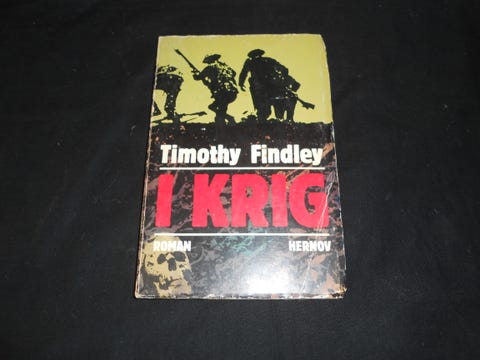 Timothy Findley
I KRIG
ROMAN HERNOV